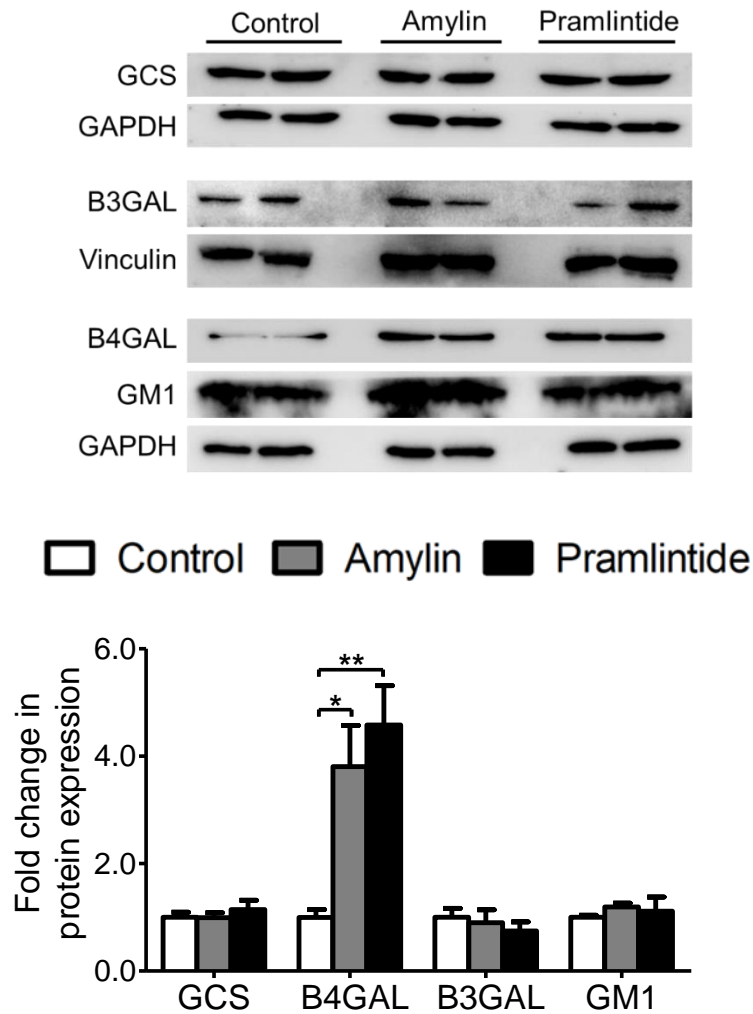 Control Amylin Pramlintide
GCS
GAPDH
B3GAL
Vinculin
B4GAL
GM1
GAPDH
Control Amylin Pramlintide
Fold change in
protein expression
6.0
4.0
2.0
0.0
**
*
GCS B4GAL B3GAL GM1